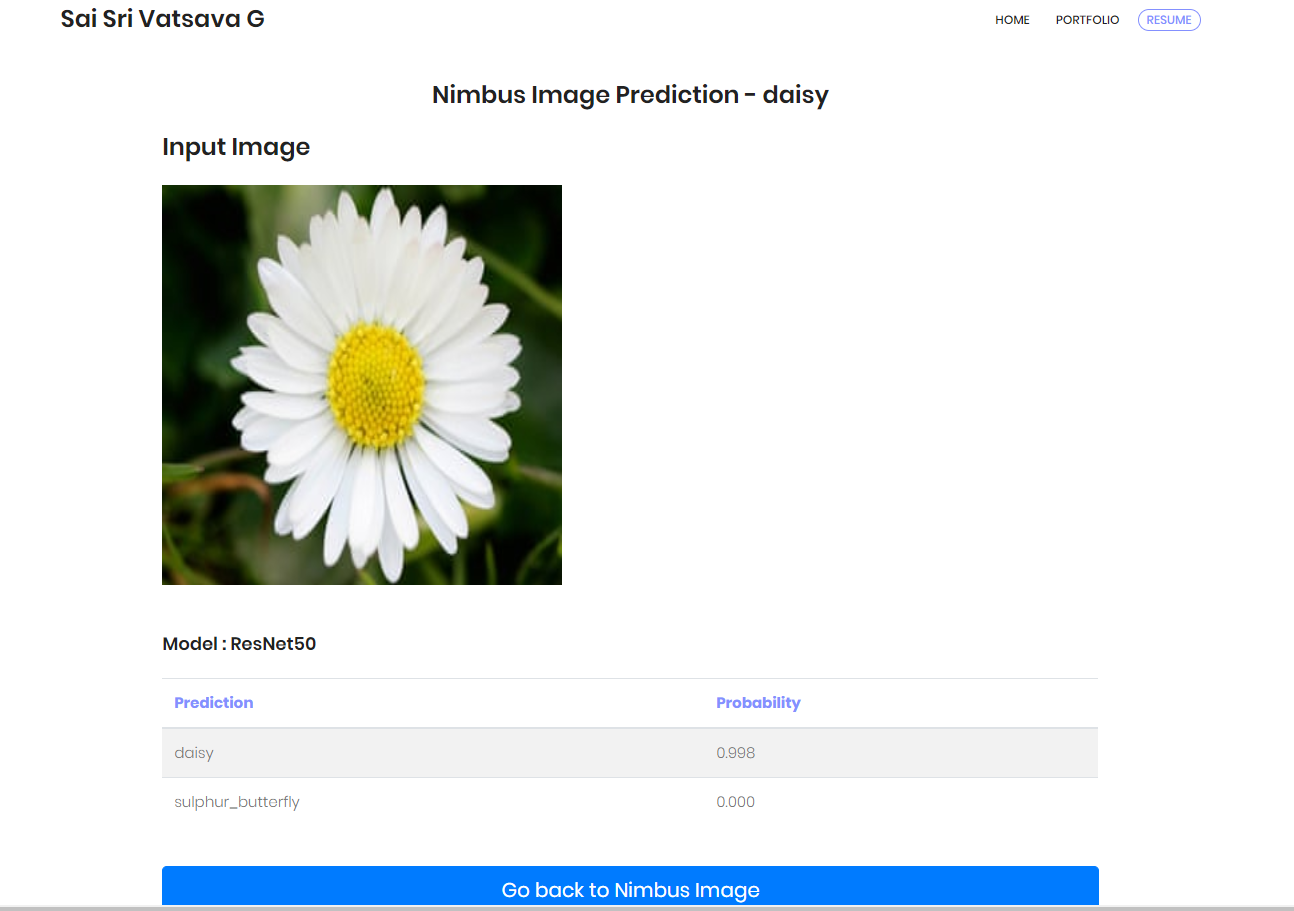 Sai Sri Vatsava G
HOME PORTFOLIO RESUME
Nimbus Image Prediction - daisy
Input Image
Model : ResNet50
Prediction Probability
daisy 0.998
sulphur_butterfly 0.000
Go back to Nimbus Image